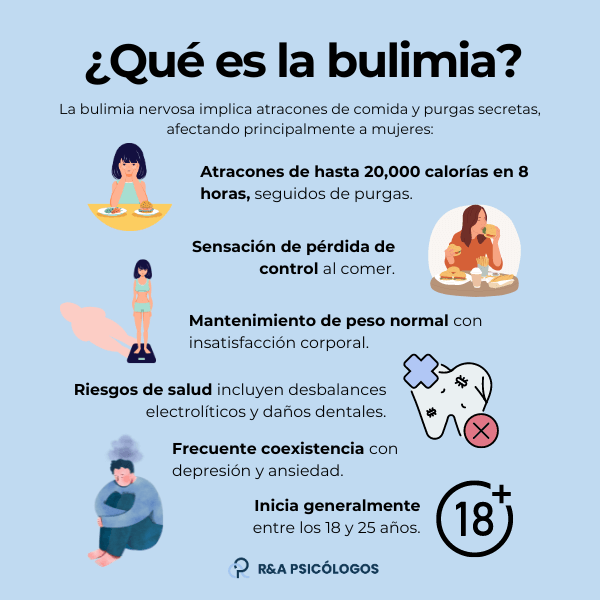 ¿Qué es la bulimia?
La bulimia nervosa implica atracones de comida y purgas secretas,
afectando principalmente a mujeres:
Atracones de hasta 20,000 calorías en 8
horas, seguidos de purgas.
Sensación de pérdida de
control al comer.
Mantenimiento de peso normal con
insatisfacción corporal.
Riesgos de salud incluyen desbalances
electrolíticos y daños dentales.
Frecuente coexistencia con
depresión y ansiedad.
Inicia generalmente
entre los 18 y 25 años.
18+
R&A PSICÓLOGOS